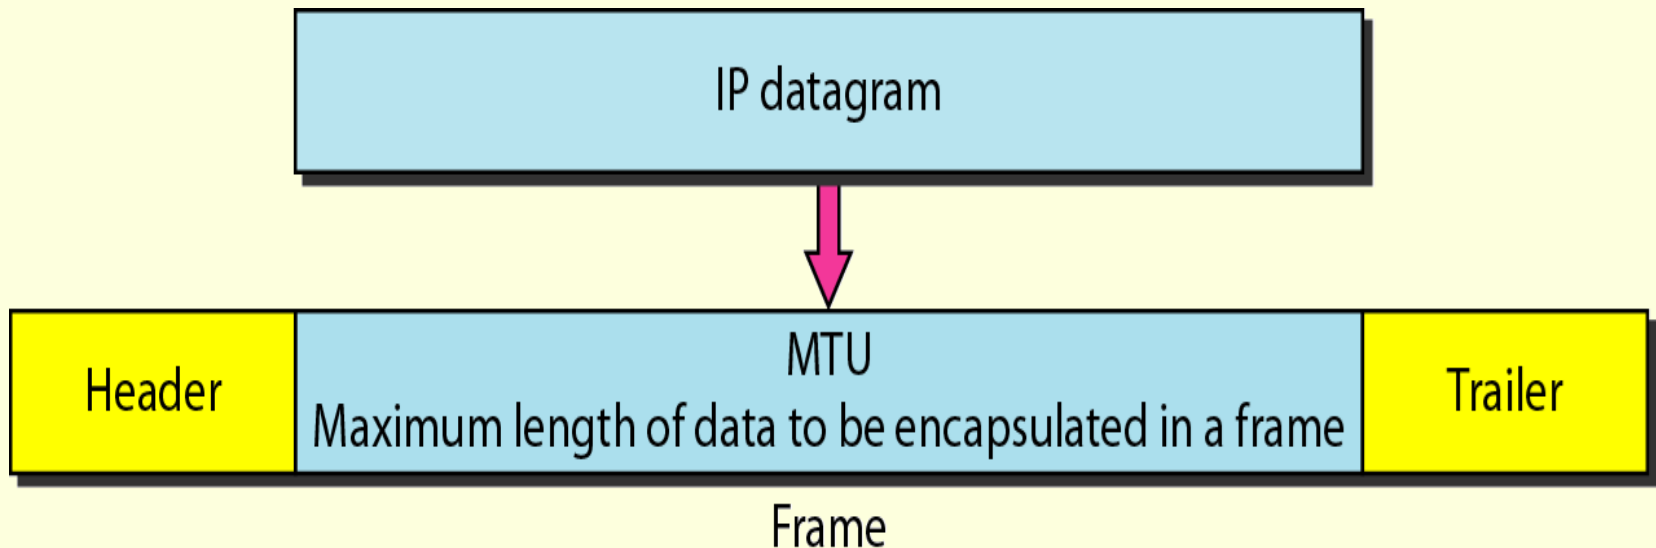 IP datagram
Header
MTU
Maximum length of data to be encapsulated in a frame
Trailer
Frame